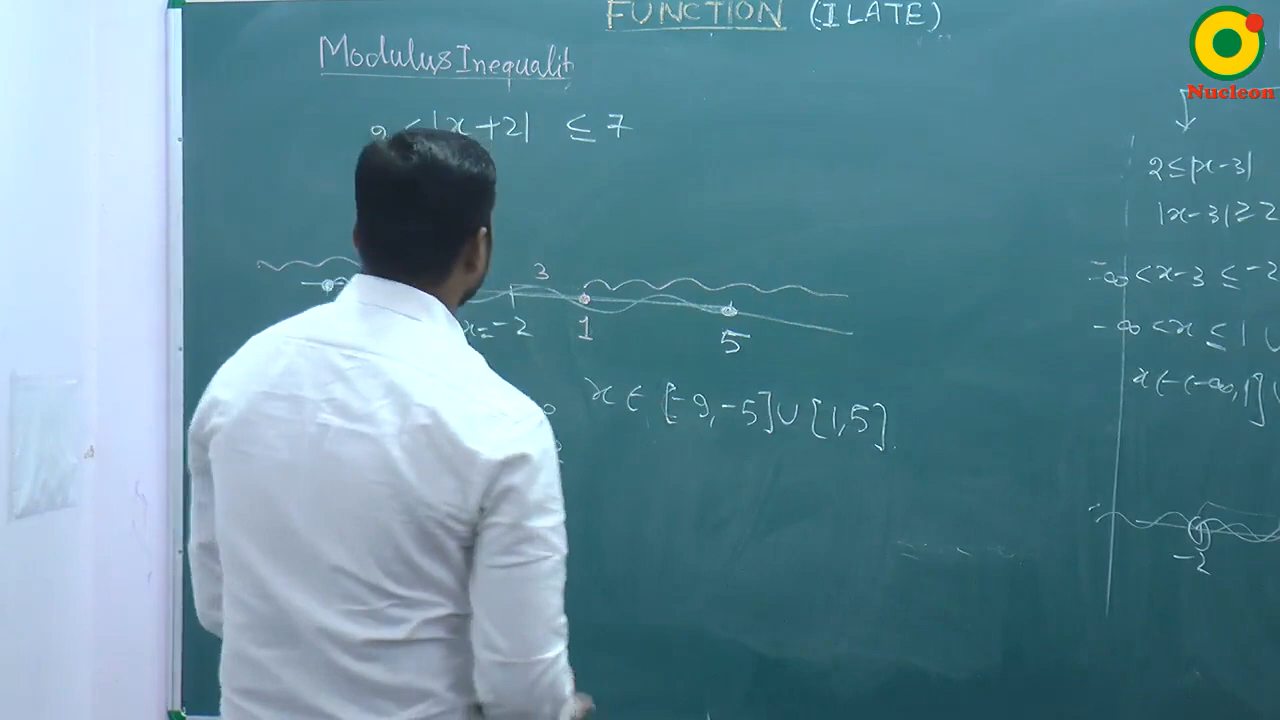 FUNCTION (ILATE)
Modulus Inequalit
|x+2| ≤ 7
3
x=-2
1
5
x ∈ [-9,-5]∪[1,5].
2≤|x-3|
|x-3|≥2
-∞<x-3≤-2
-∞<x≤1 ∪
x∈(-∞,1]∪
-2
Nucleon